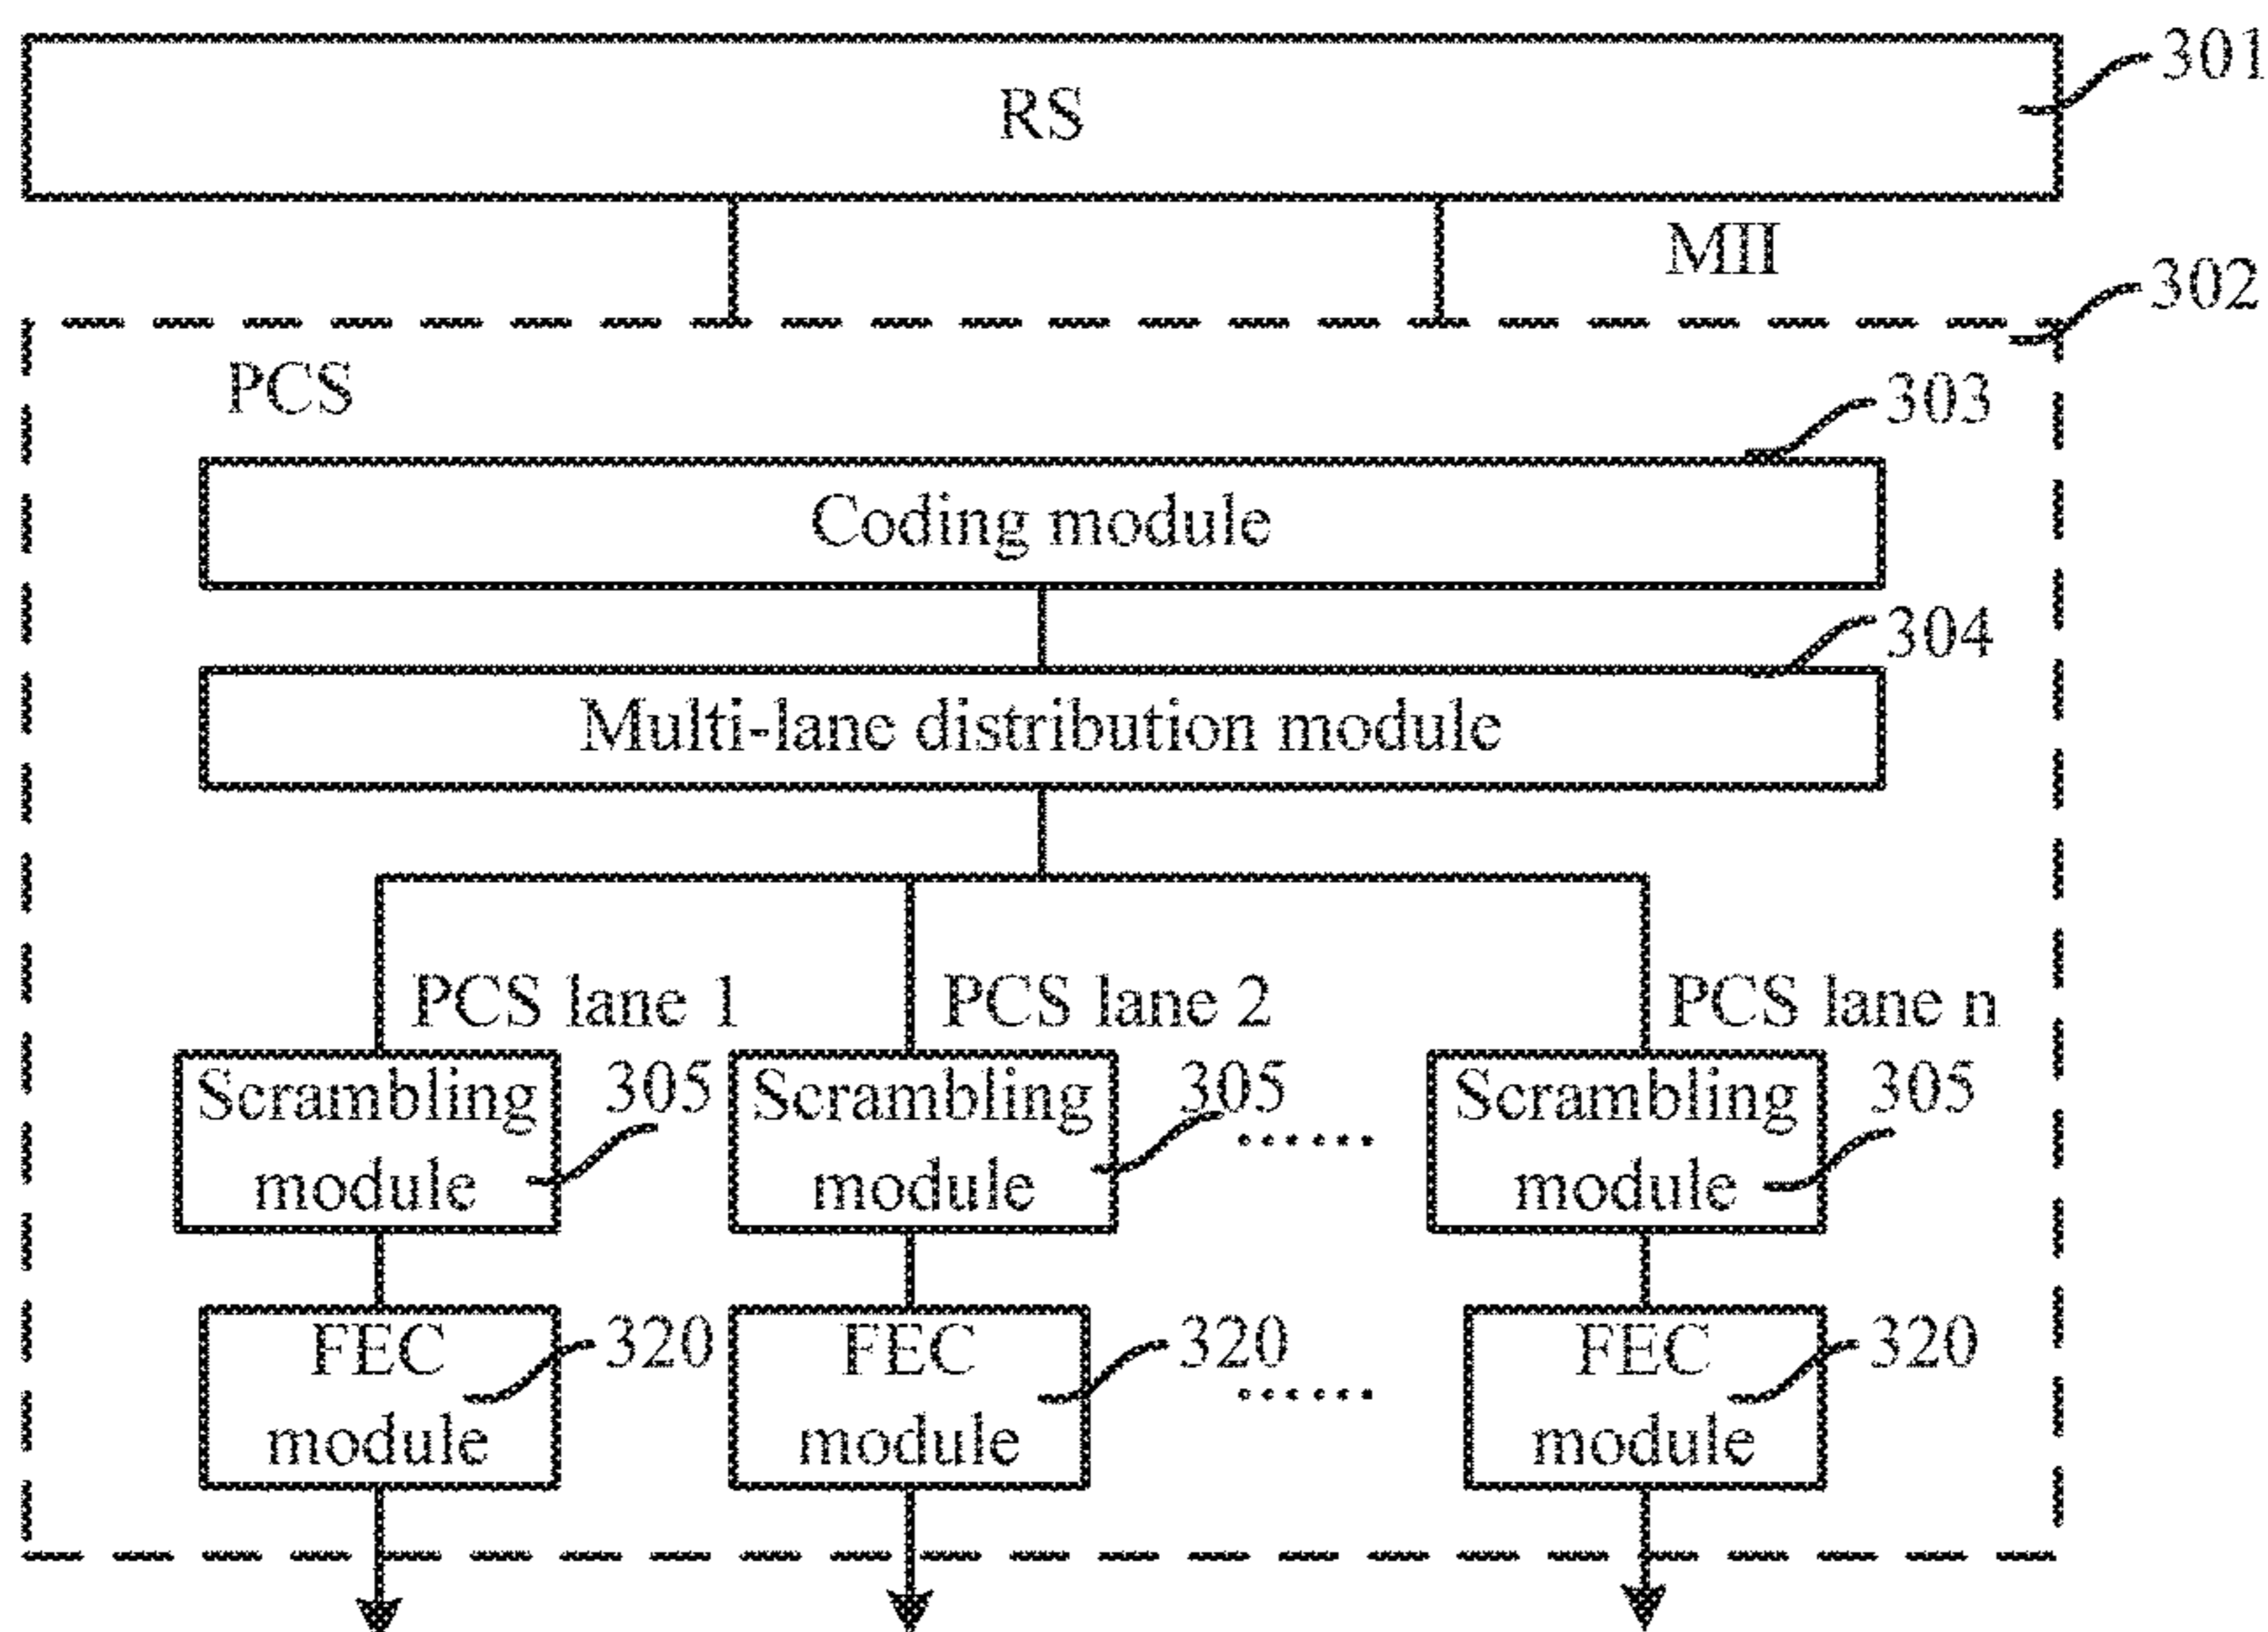 301
RS
MII
302
PCS
303
Coding module
304
Multi-lane distribution module
PCS lane 1
PCS lane 2
PCS lane n
Scrambling
module
305
Scrambling
module
305
······
Scrambling
module
305
FEC
module
320
FEC
module
320
······
FEC
module
320